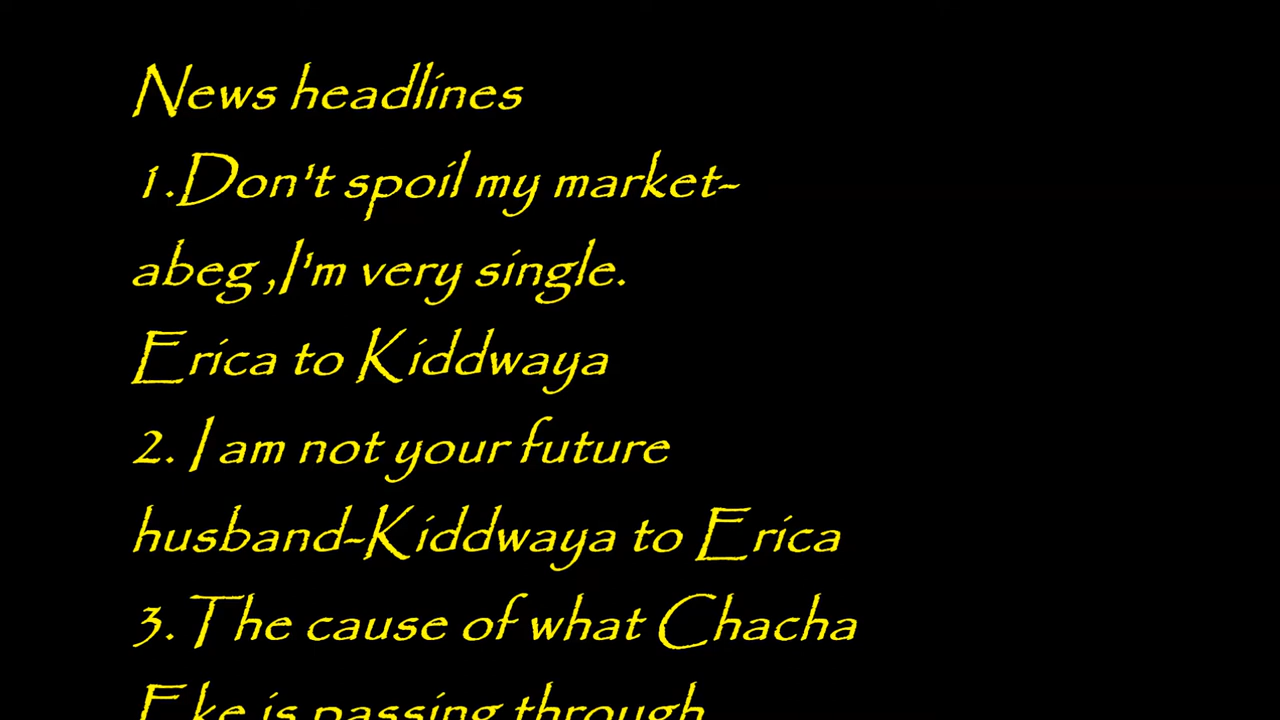 News headlines
1.Don't spoil my market-
abeg ,I'm very single.
Erica to Kiddwaya
2. I am not your future
husband-Kiddwaya to Erica
3. The cause of what Chacha
Eke is passing through